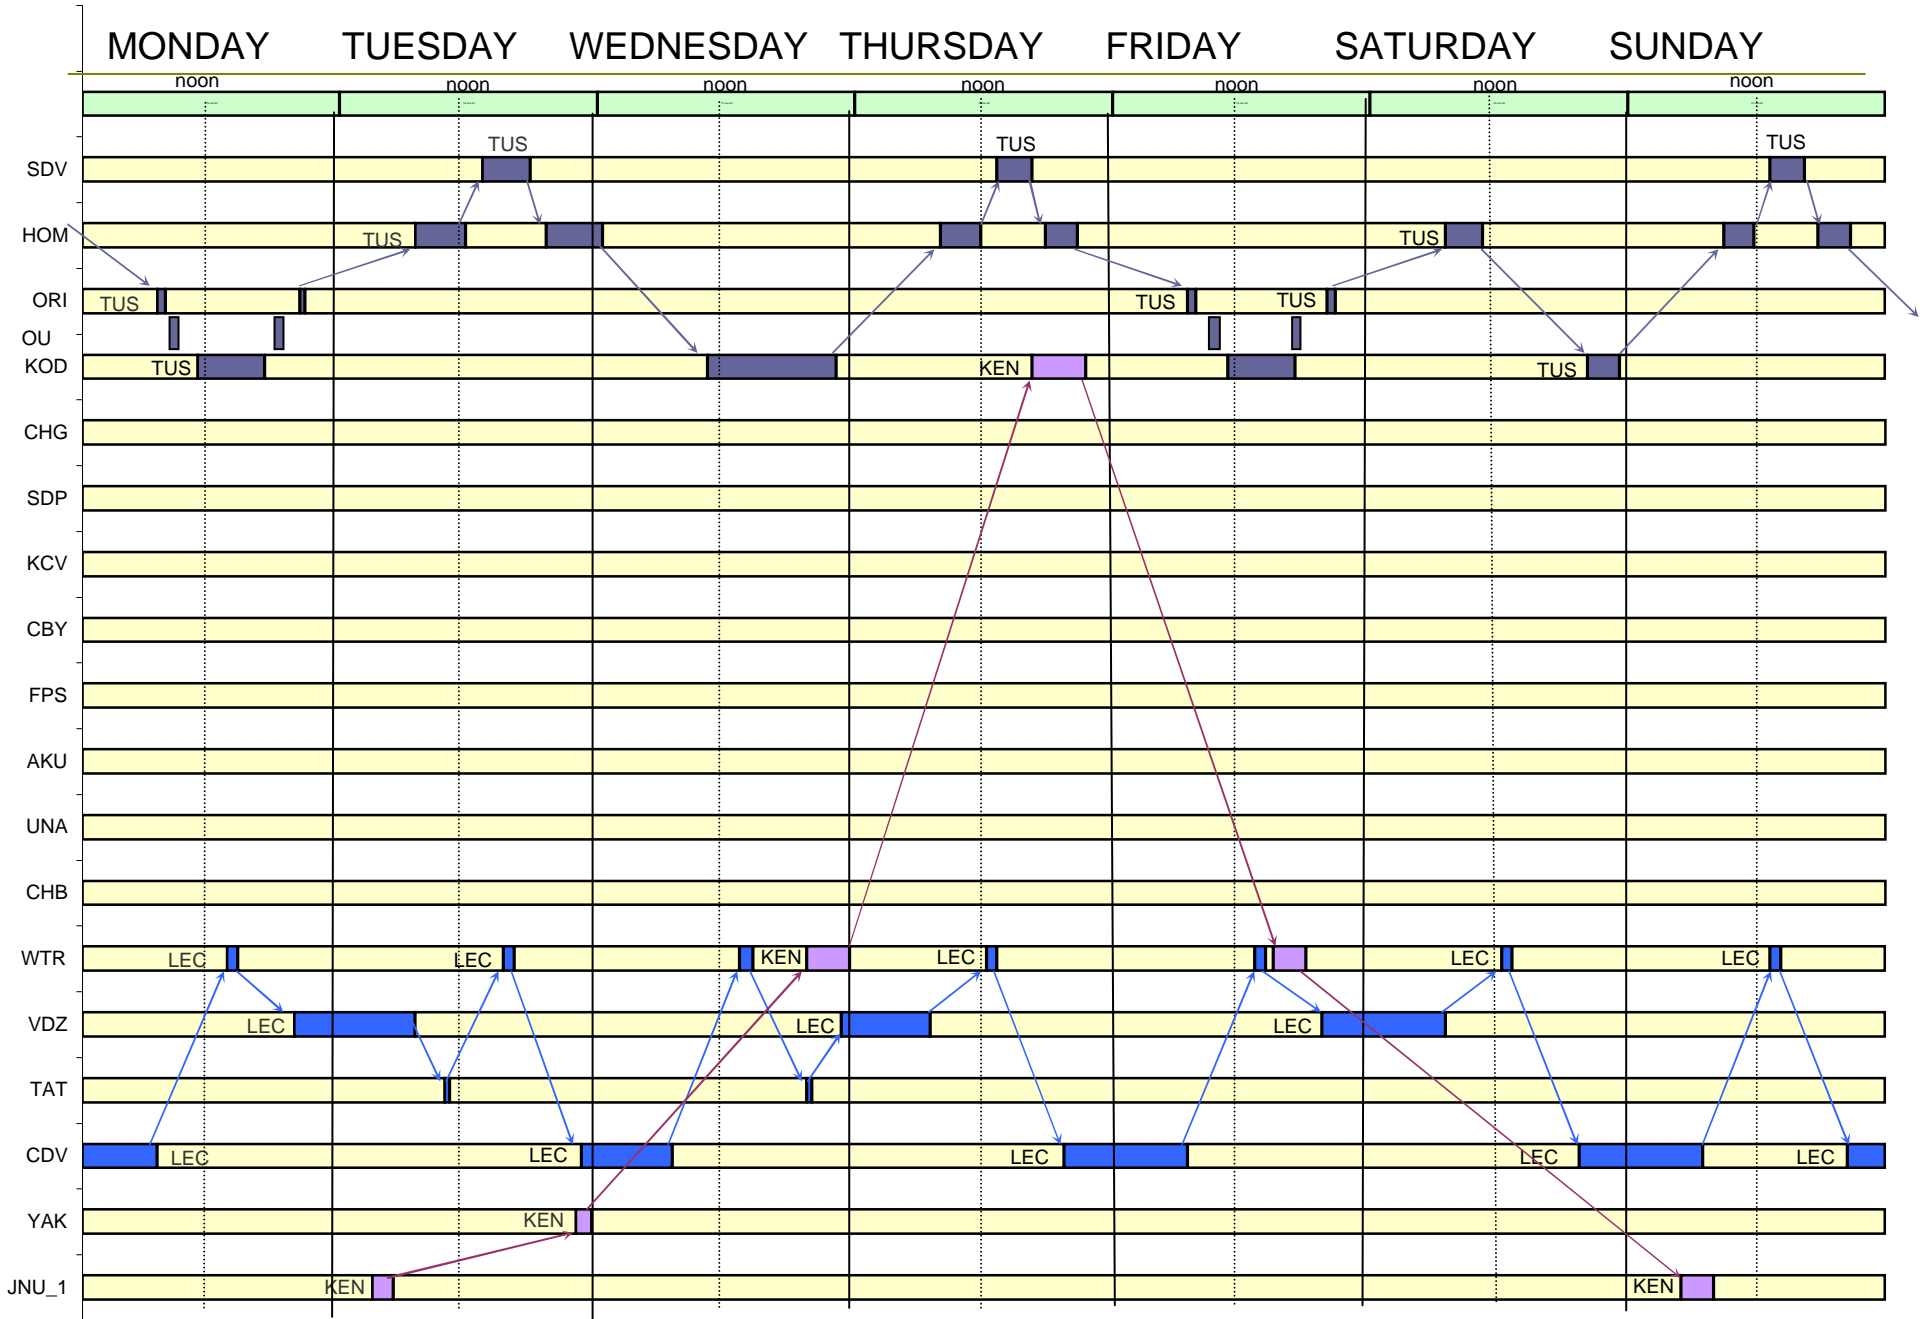 MONDAY TUESDAY WEDNESDAY THURSDAY FRIDAY SATURDAY SUNDAY
noon noon noon noon noon noon noon
TUS TUS TUS
SDV
HOM TUS TUS
ORI TUS TUS TUS
OU
KOD TUS KEN TUS
CHG
SDP
KCV
CBY
FPS
AKU
UNA
CHB
WTR LEC LEC KEN LEC LEC LEC
VDZ LEC LEC LEC
TAT
CDV LEC LEC LEC LEC LEC
YAK KEN
JNU_1 KEN KEN